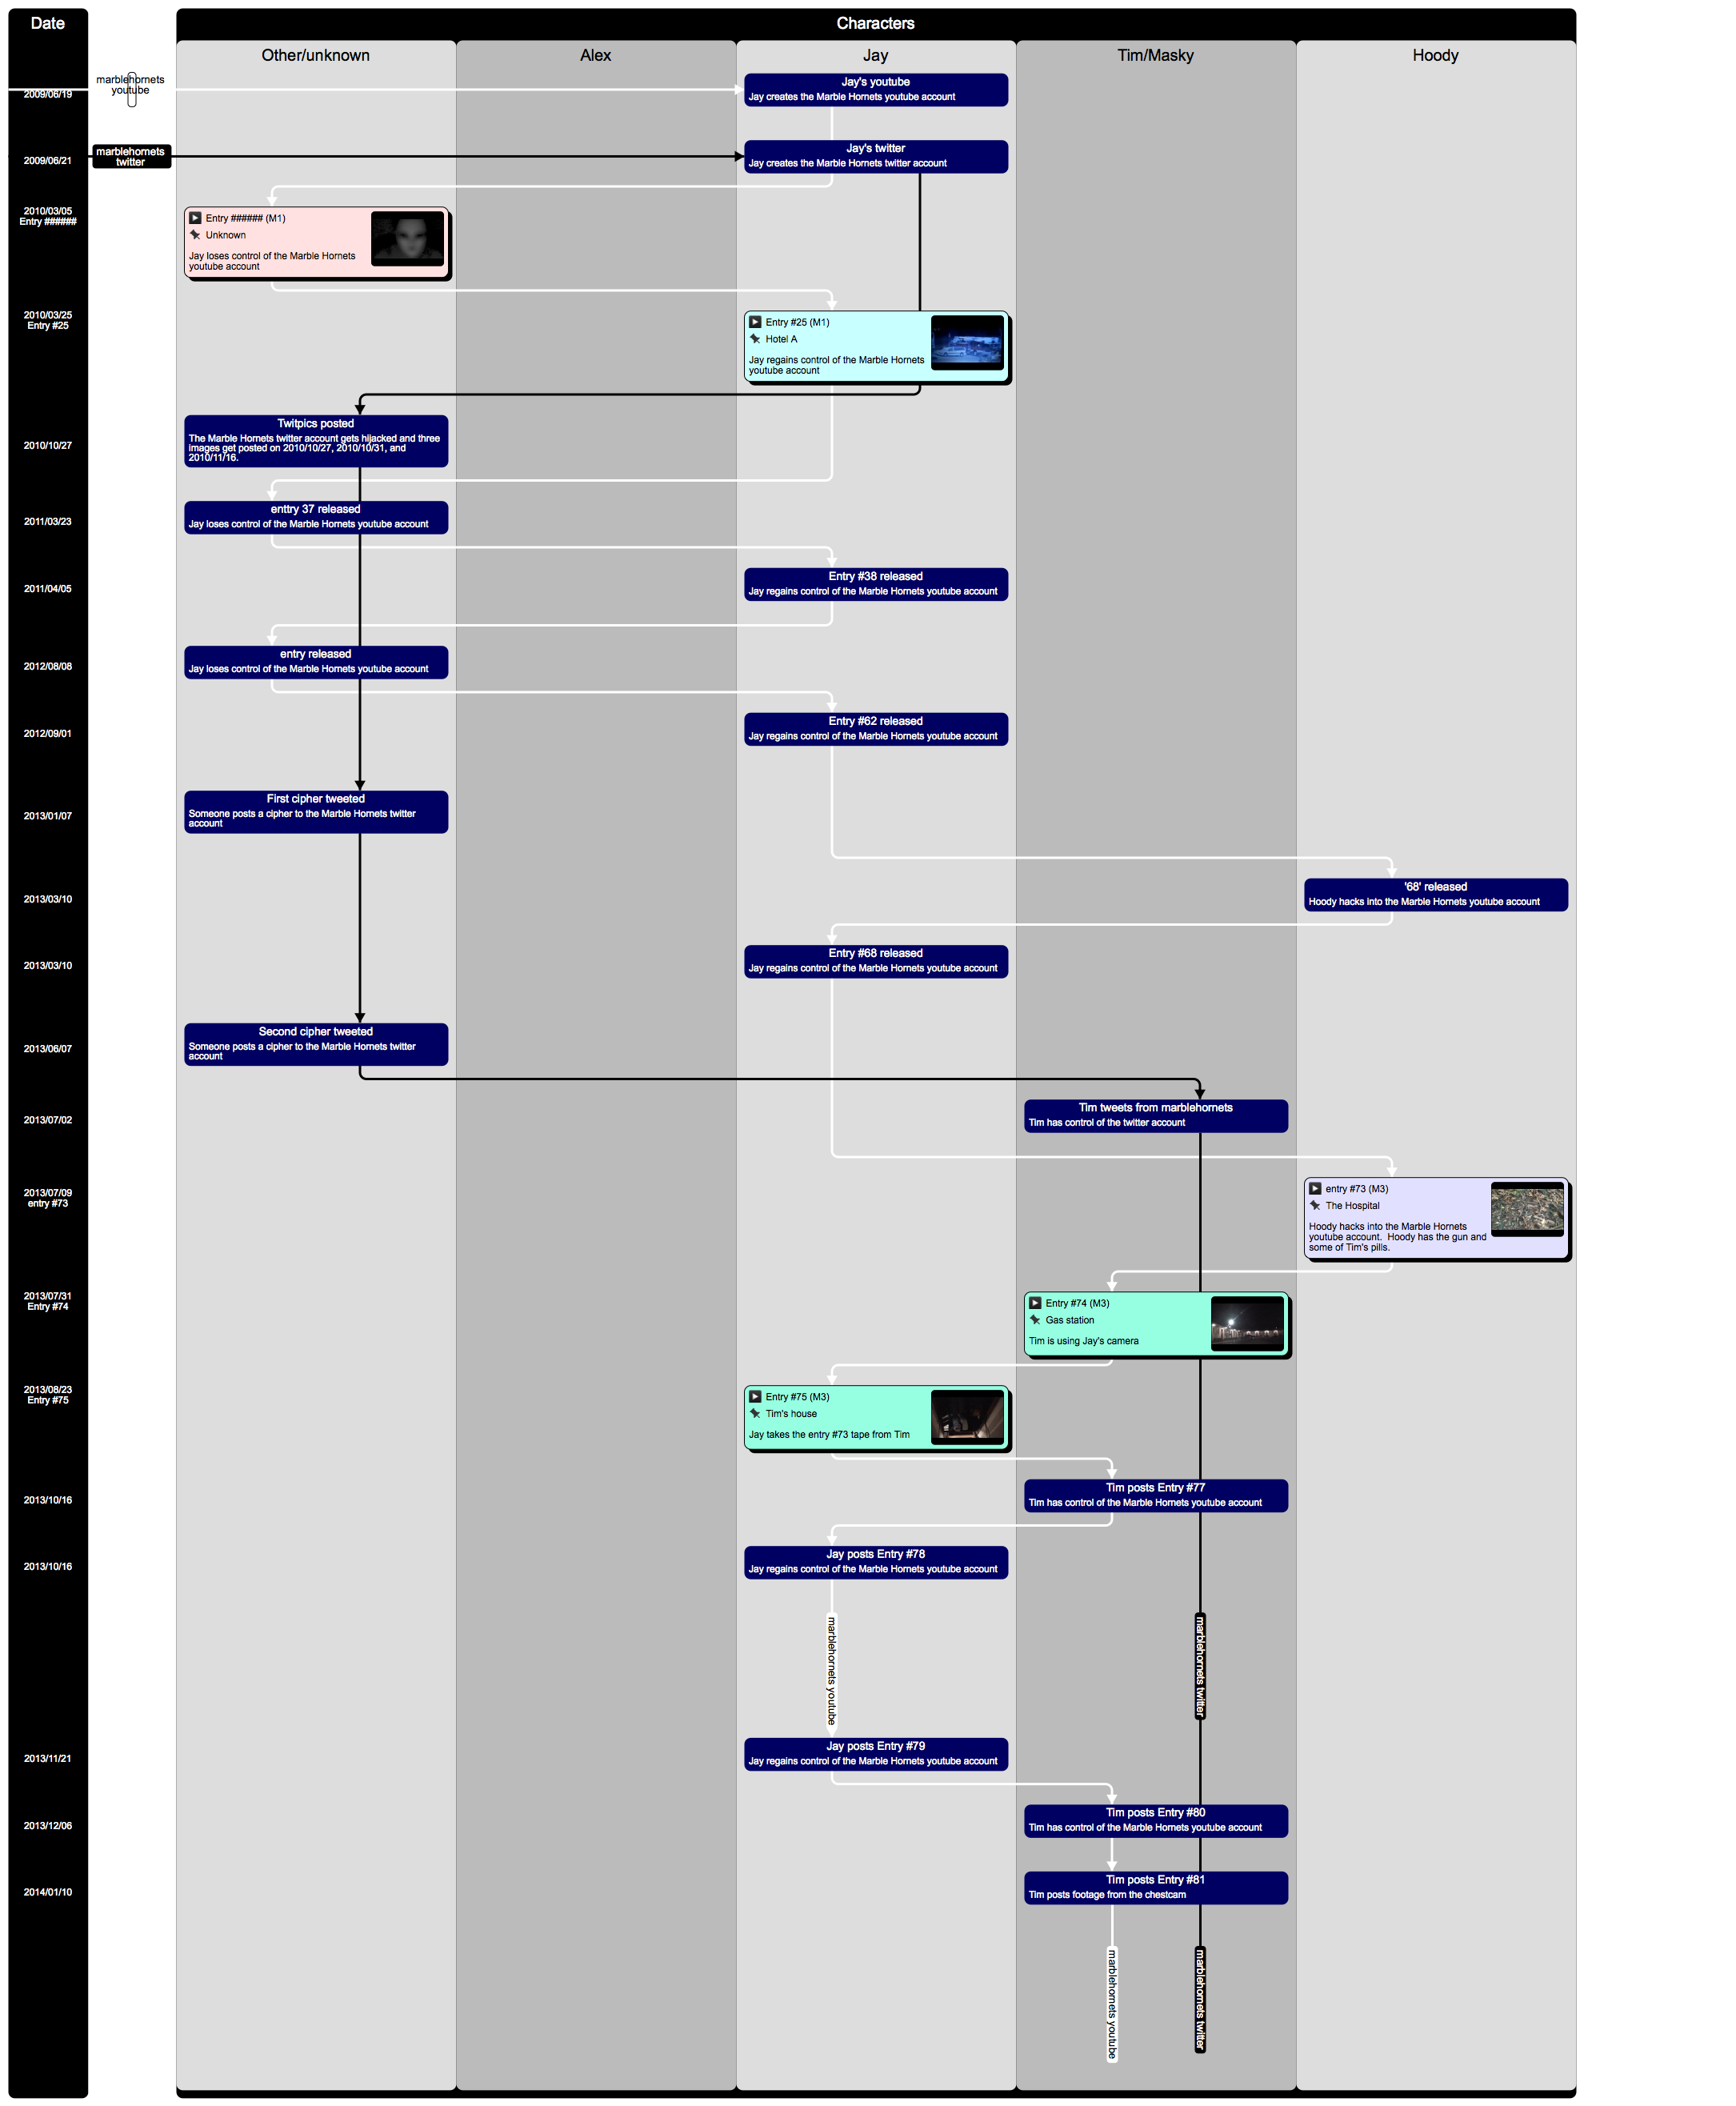 Date
Characters
Other/unknown
Alex
Jay
Tim/Masky
Hoody
marblehornets
youtube
2009/06/19
Jay's youtube
Jay creates the Marble Hornets youtube account
marblehornets
twitter
2009/06/21
Jay's twitter
Jay creates the Marble Hornets twitter account
2010/03/05
Entry ######
Entry ###### (M1)
Unknown
Jay loses control of the Marble Hornets
youtube account
2010/03/25
Entry #25
Entry #25 (M1)
Hotel A
Jay regains control of the Marble Hornets
youtube account
2010/10/27
Twitpics posted
The Marble Hornets twitter account gets hijacked and three
images get posted on 2010/10/27, 2010/10/31, and
2010/11/16.
2011/03/23
enttry 37 released
Jay loses control of the Marble Hornets youtube account
2011/04/05
Entry #38 released
Jay regains control of the Marble Hornets youtube account
2012/08/08
entry released
Jay loses control of the Marble Hornets youtube account
2012/09/01
Entry #62 released
Jay regains control of the Marble Hornets youtube account
2013/01/07
First cipher tweeted
Someone posts a cipher to the Marble Hornets twitter
account
2013/03/10
'68' released
Hoody hacks into the Marble Hornets youtube account
2013/03/10
Entry #68 released
Jay regains control of the Marble Hornets youtube account
2013/06/07
Second cipher tweeted
Someone posts a cipher to the Marble Hornets twitter
account
2013/07/02
Tim tweets from marblehornets
Tim has control of the twitter account
2013/07/09
entry #73
entry #73 (M3)
The Hospital
Hoody hacks into the Marble Hornets
youtube account. Hoody has the gun and
some of Tim's pills.
2013/07/31
Entry #74
Entry #74 (M3)
Gas station
Tim is using Jay's camera
2013/08/23
Entry #75
Entry #75 (M3)
Tim's house
Jay takes the entry #73 tape from Tim
2013/10/16
Tim posts Entry #77
Tim has control of the Marble Hornets youtube account
2013/10/16
Jay posts Entry #78
Jay regains control of the Marble Hornets youtube account
marblehornets youtube
marblehornets twitter
2013/11/21
Jay posts Entry #79
Jay regains control of the Marble Hornets youtube account
2013/12/06
Tim posts Entry #80
Tim has control of the Marble Hornets youtube account
2014/01/10
Tim posts Entry #81
Tim posts footage from the chestcam
marblehornets youtube
marblehornets twitter